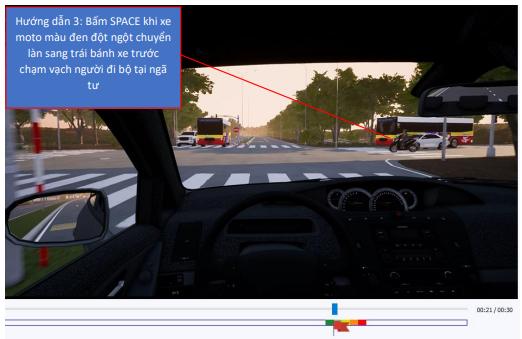 Hướng dẫn 3: Bấm SPACE khi xe
moto màu đen đột ngột chuyển
làn sang trái bánh xe trước
chạm vạch người đi bộ tại ngã
tư
00:21 / 00:30